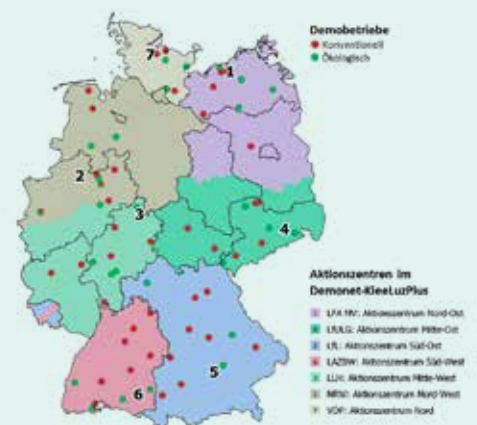 Demobetriebe
Konventionell
Ökologisch
7
1
2
3
4
5
6
Aktionszentren im
Demonet-KleeLuzPlus
LFA MV: Aktionszentrum Nord-Ost
LfULG: Aktionszentrum Mitte-Ost
LfL: Aktionszentrum Süd-Ost
LAZBW: Aktionszentrum Süd-West
LLH: Aktionszentrum Mitte-West
NRW: Aktionszentrum Nord-West
VÖP: Aktionszentrum Nord